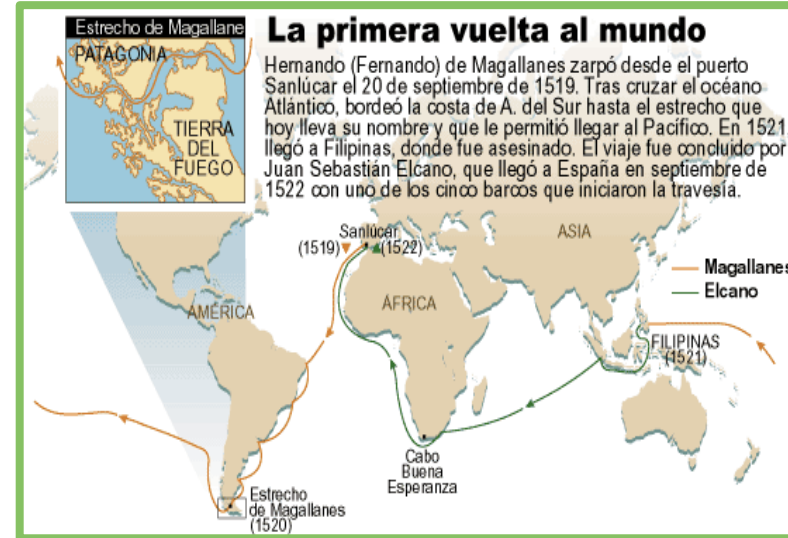 Estrecho de Magallane
PATAGONIA
TIERRA
DEL
FUEGO
La primera vuelta al mundo
Hernando (Fernando) de Magallanes zarpó desde el puerto
Sanlúcar el 20 de septiembre de 1519. Tras cruzar el océano
Atlántico, bordeó la costa de A. del Sur hasta el estrecho que
hoy lleva su nombre y que le permitió llegar al Pacífico. En 1521
llegó a Filipinas, donde fue asesinado. El viaje fue concluido por
Juan Sebastián Elcano, que llegó a España en septiembre de
1522 con uno de los cinco barcos que iniciaron la travesía.
Sanlúcar
(1519)
(1522)
ASIA
Magallanes
Elcano
AMÉRICA
ÁFRICA
FILIPINAS
(1521)
Cabo
Buena
Esperanza
Estrecho
de Magallanes
(1520)